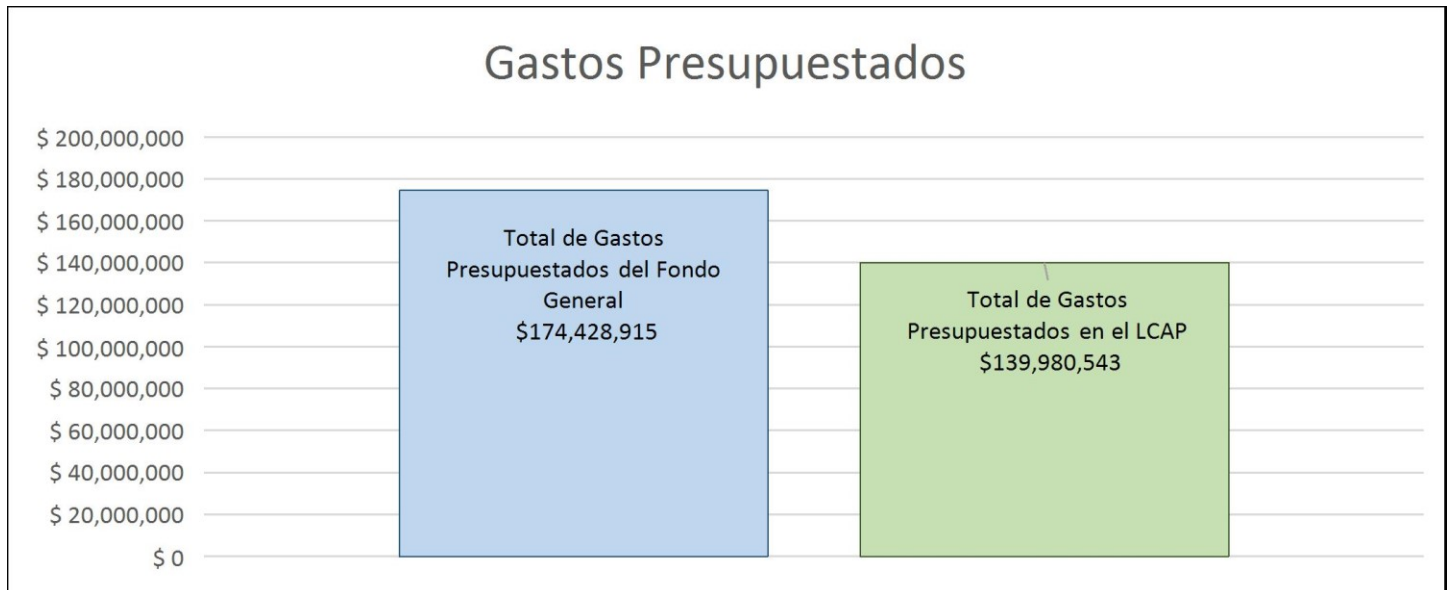 Gastos Presupuestados
$ 200,000,000
$ 180,000,000
$ 160,000,000
$ 140,000,000
$ 120,000,000
$ 100,000,000
$ 80,000,000
$ 60,000,000
$ 40,000,000
$ 20,000,000
$ 0
Total de Gastos
Presupuestados del Fondo
General
$174,428,915
Total de Gastos
Presupuestados en el LCAP
$139,980,543